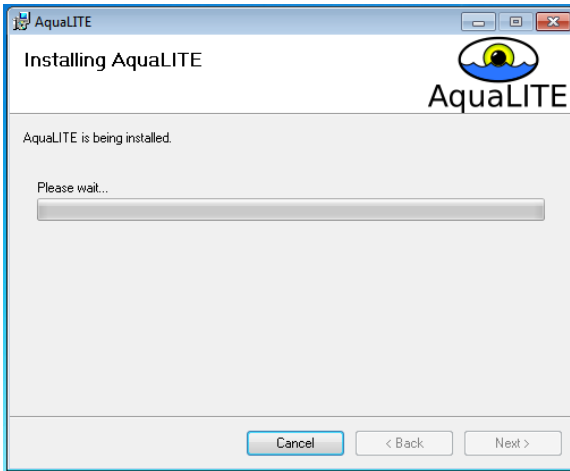 AquaLITE
Installing AquaLITE
AquaLITE
AquaLITE is being installed.
Please wait...
Cancel
< Back
Next >